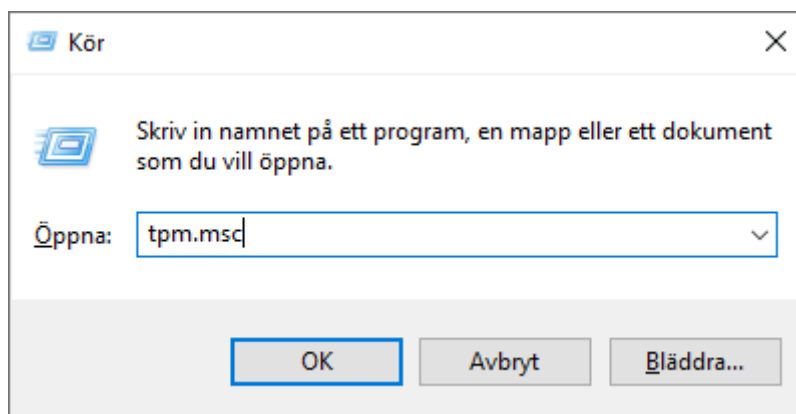 Kör
Skriv in namnet på ett program, en mapp eller ett dokument
som du vill öppna.
Öppna: tpm.msc
OK Avbryt Bläddra...